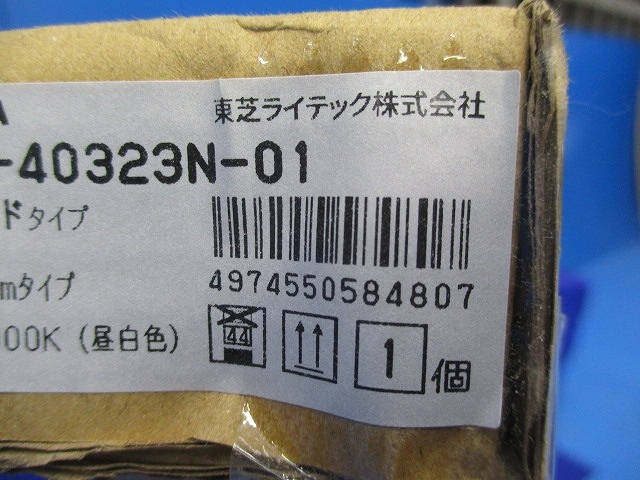 A
東芝ライテック株式会社
-40323N-01
ドタイプ
mタイプ
4974550584807
00K (昼白色)
44
1個